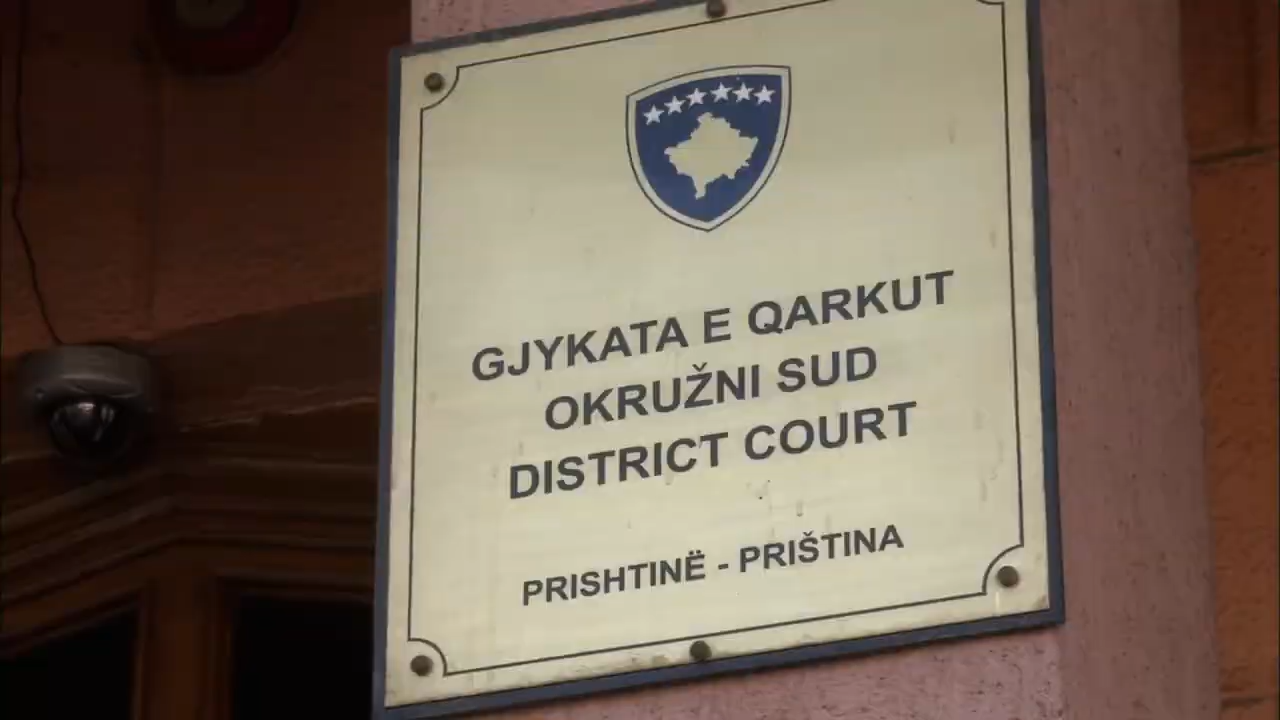 GJYKATA E QARKUT
OKRUŽNI SUD
DISTRICT COURT
PRISHTINË - PRIŠTINA